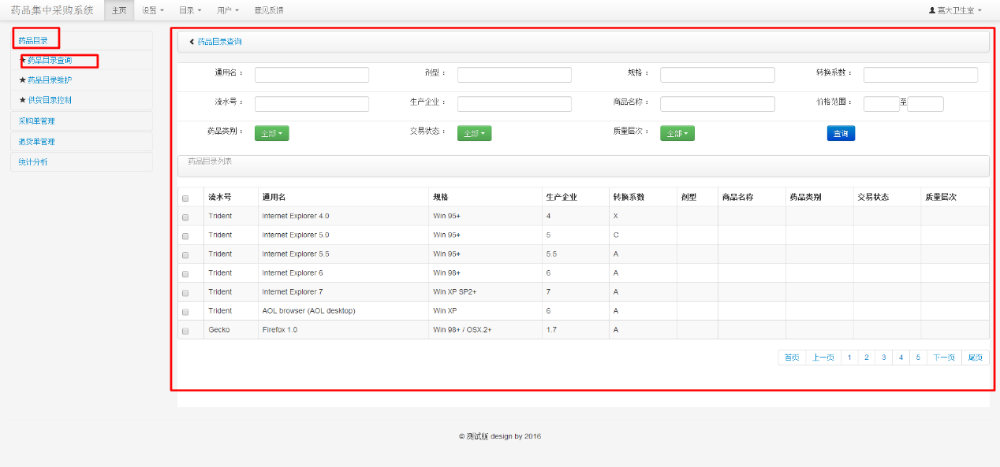 药品集中采购系统 主页 设置 目录 用户 意见反馈 嘉大卫生室
药品目录
★药品目录查询
★药品目录维护
★供货目录控制
采购单管理
退货单管理
统计分析
药品目录查询
通用名： 剂型： 规格： 转换系数：
流水号： 生产企业： 商品名称： 价格范围： 至
药品类别： 全部 交易状态： 全部 质量层次： 全部 查询
药品目录列表
流水号 通用名 规格 生产企业 转换系数 剂型 商品名称 药品类别 交易状态 质量层次
Trident Internet Explorer 4.0 Win 95+ 4 X
Trident Internet Explorer 5.0 Win 95+ 5 C
Trident Internet Explorer 5.5 Win 95+ 5.5 A
Trident Internet Explorer 6 Win 98+ 6 A
Trident Internet Explorer 7 Win XP SP2+ 7 A
Trident AOL browser (AOL desktop) Win XP 6 A
Gecko Firefox 1.0 Win 98+ / OSX.2+ 1.7 A
首页 上一页 1 2 3 4 5 下一页 尾页
© 测试版 design by 2016